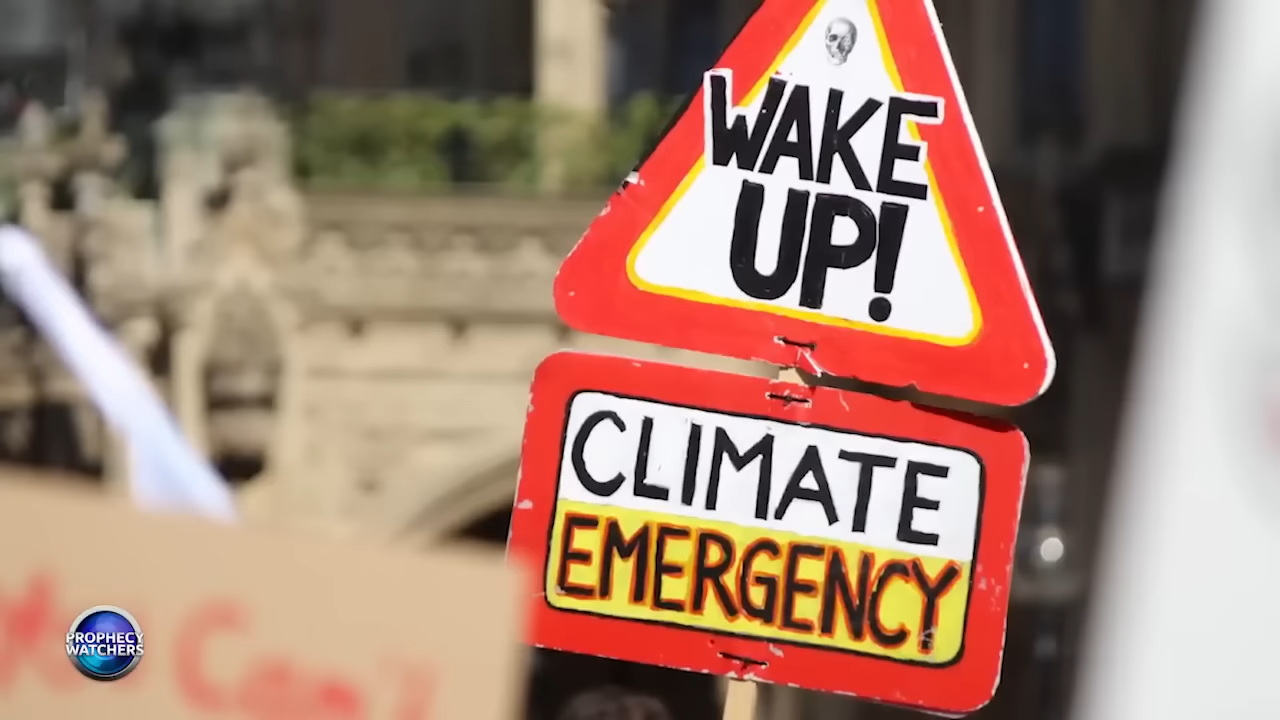 WAKE
UP!
CLIMATE
EMERGENCY
PROPHECY
WATCHERS